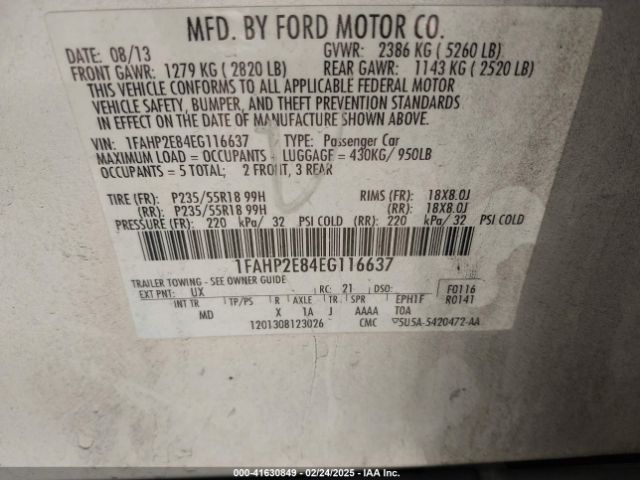 MFD. BY FORD MOTOR CO.
DATE: 08/13 GVWR: 2386 KG ( 5260 LB)
FRONT GAWR: 1279 KG ( 2820 LB) REAR GAWR: 1143 KG ( 2520 LB)
THIS VEHICLE CONFORMS TO ALL APPLICABLE FEDERAL MOTOR
VEHICLE SAFETY, BUMPER, AND THEFT PREVENTION STANDARDS
IN EFFECT ON THE DATE OF MANUFACTURE SHOWN ABOVE.
VIN: 1FAHP2E84EG116637 TYPE: Passenger Car
MAXIMUM LOAD = OCCUPANTS + LUGGAGE = 430KG/ 950LB
OCCUPANTS = 5 TOTAL; 2 FRONT, 3 REAR
TIRE (FR): P235/55R18 99H RIMS (FR): 18X8.0J
(RR): P235/55R18 99H (RR): 18X8.0J
PRESSURE (FR): 220 kPa/ 32 PSI COLD (RR): 220 kPa/ 32 PSI COLD
1FAHP2E84EG116637
TRAILER TOWING - SEE OWNER GUIDE
EXT PNT: UX RC: 21 DSO: F0116
INT TR TP/PS R AXLE TR SPR EPH1F R0141
MD X 1A J AAAA T0A
1201308123026 CMC 5U5A-5420472-AA
000-41630849 - 02/24/2025 - IAA Inc.